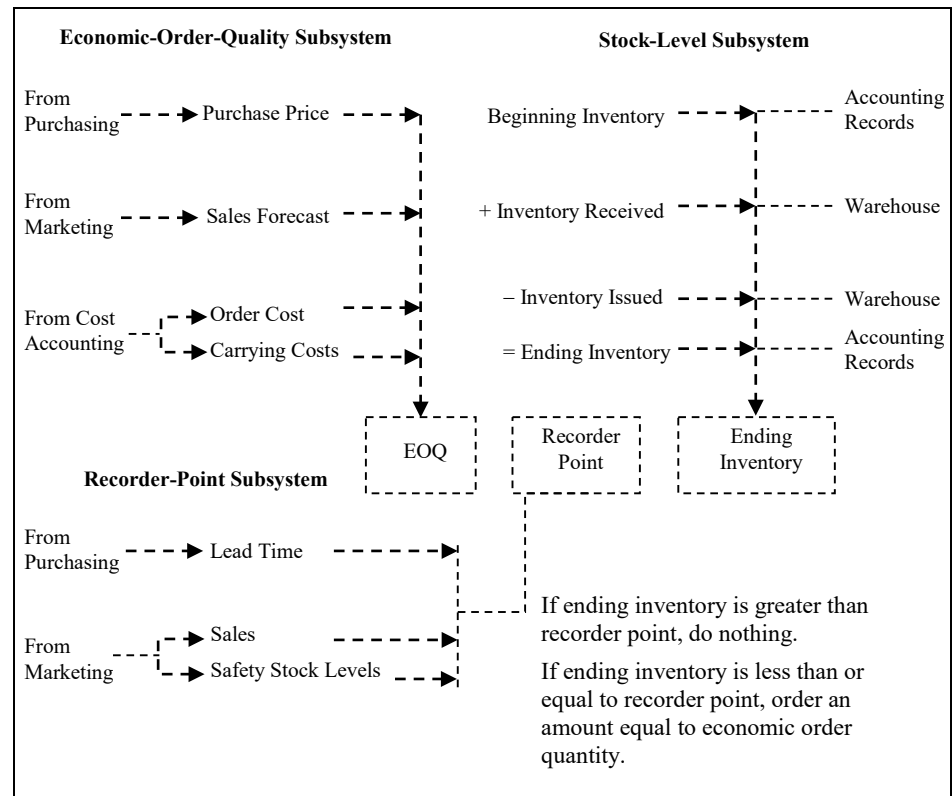 Economic-Order-Quality Subsystem
From
Purchasing
Purchase Price
From
Marketing
Sales Forecast
From Cost
Accounting
Order Cost
Carrying Costs
EOQ
Stock-Level Subsystem
Beginning Inventory
Accounting
Records
+ Inventory Received
Warehouse
− Inventory Issued
Warehouse
= Ending Inventory
Accounting
Records
Recorder
Point
Ending
Inventory
Recorder-Point Subsystem
From
Purchasing
Lead Time
From
Marketing
Sales
Safety Stock Levels
If ending inventory is greater than
recorder point, do nothing.
If ending inventory is less than or
equal to recorder point, order an
amount equal to economic order
quantity.